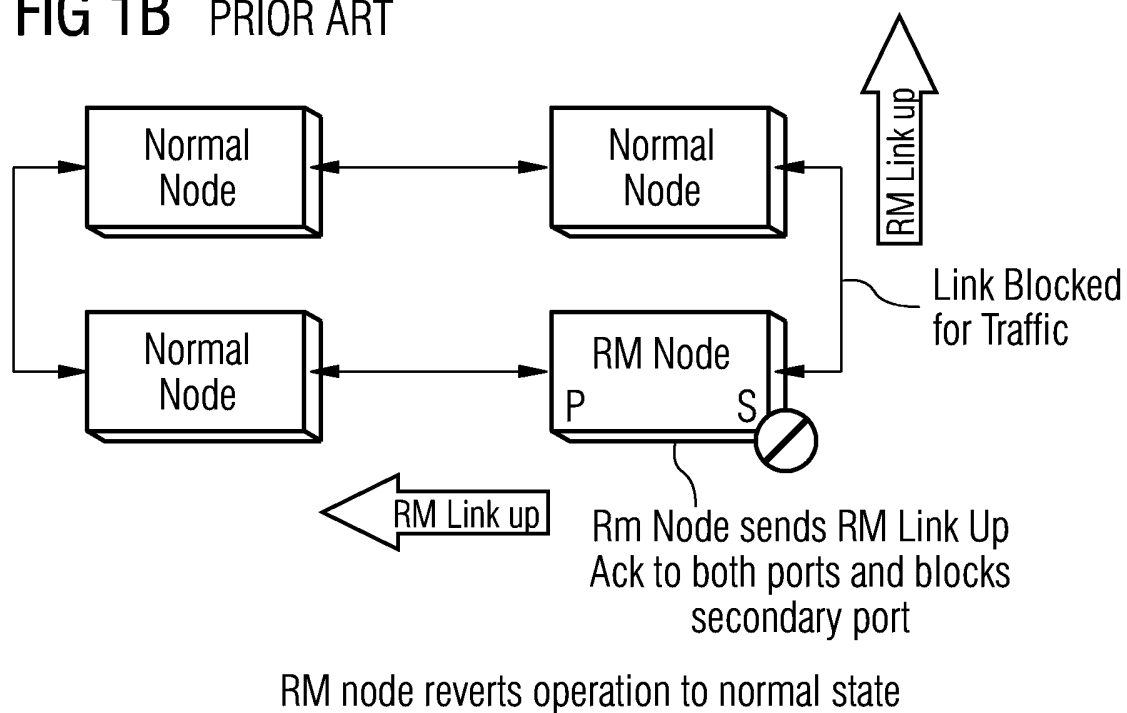 FIG 1B PRIOR ART
RM Link up
Normal
Node
Normal
Node
Link Blocked
for Traffic
Normal
Node
RM Node
P S
RM Link up
Rm Node sends RM Link Up
Ack to both ports and blocks
secondary port
RM node reverts operation to normal state